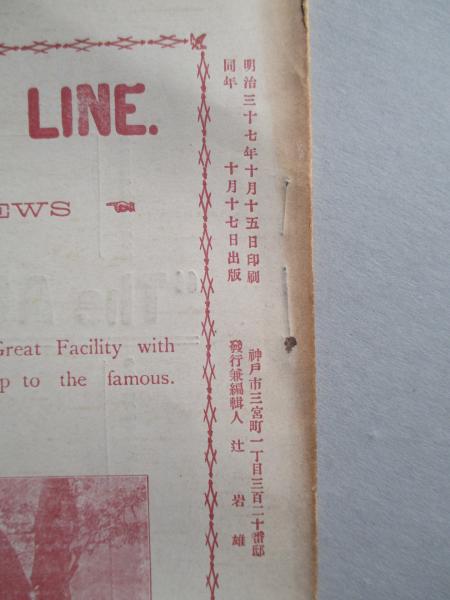 LINE.
EWS
Great Facility with
p to the famous.
明治三十七年十月十五日印刷
同年 十月十七日出版
神戸市三宮町一丁目三百二十番邸
發行兼編輯人 辻 岩雄